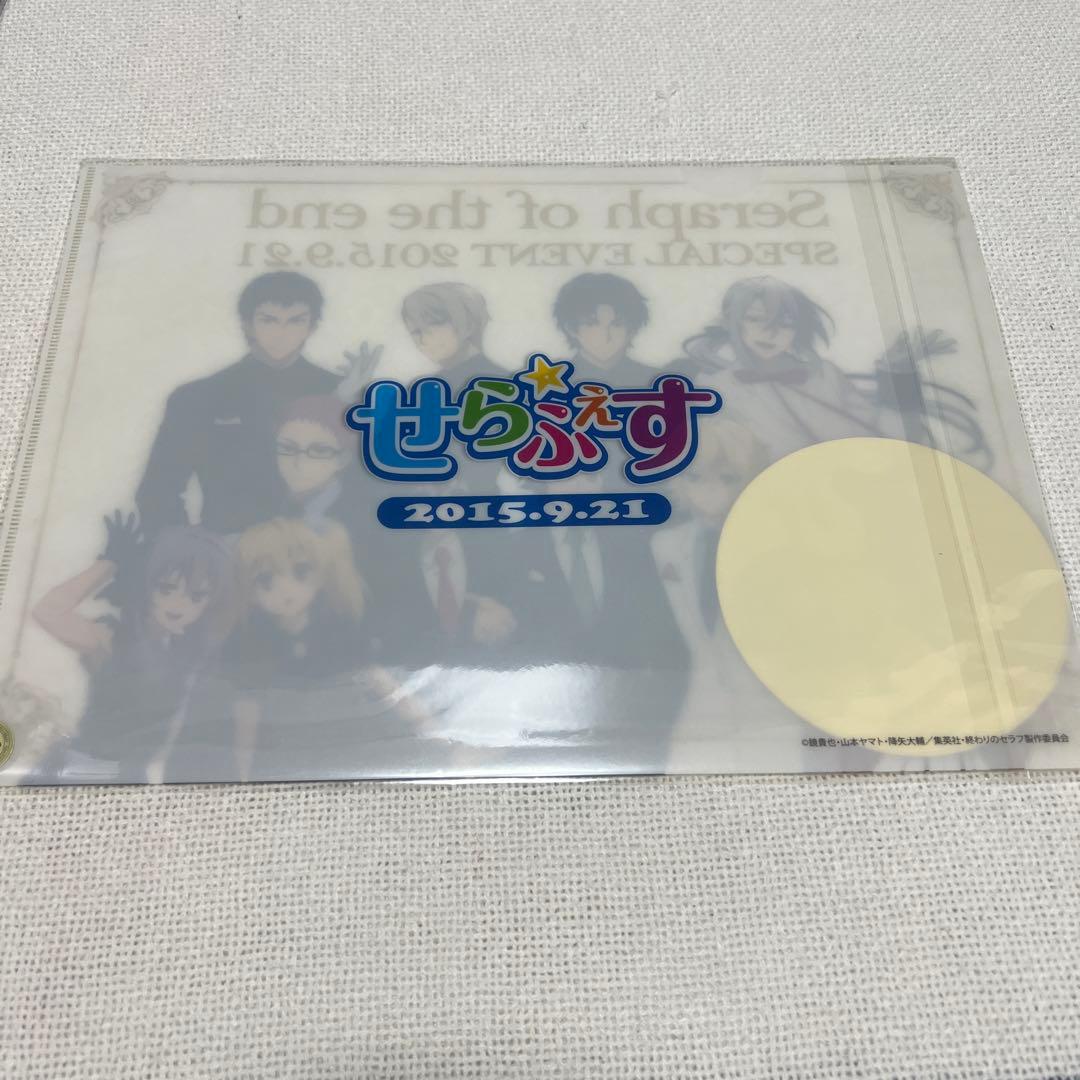 Seraph of the end
SPECIAL EVENT 2015.9.21
せらふぇす
2015.9.21
©鏡貴也・山本ヤマト・降矢大輔／集英社・終わりのセラフ製作委員会